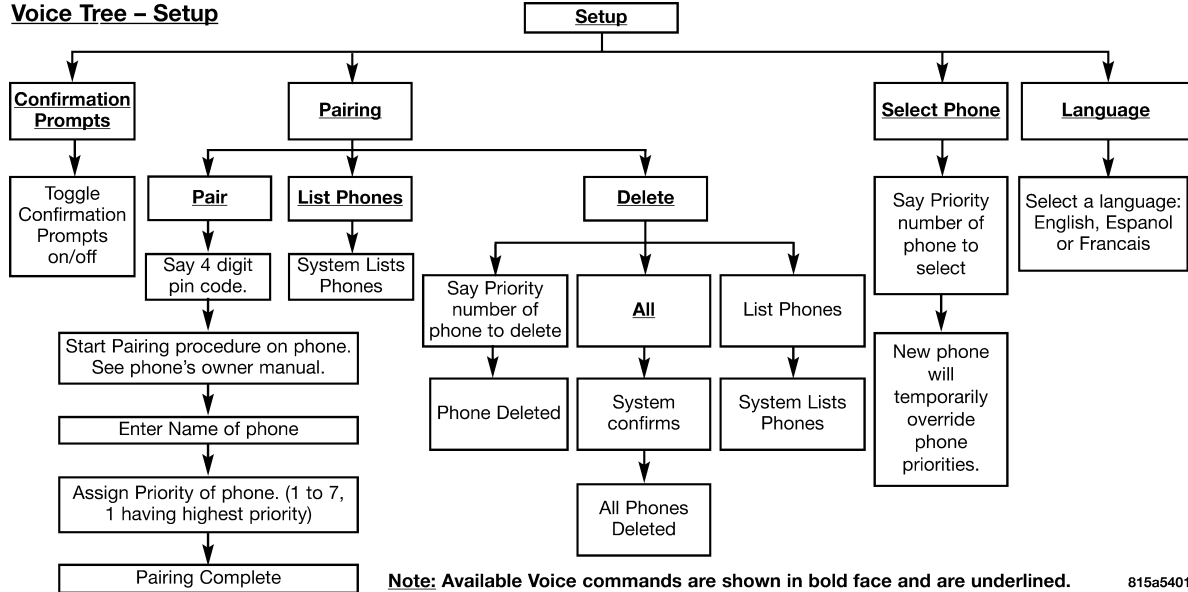 Voice Tree – Setup
Setup
Confirmation
Prompts
Pairing
Select Phone
Language
Toggle
Confirmation
Prompts
on/off
Pair
List Phones
Delete
Say Priority
number of
phone to
select
Select a language:
English, Espanol
or Francais
Say 4 digit
pin code.
System Lists
Phones
Say Priority
number of
phone to delete
All
List Phones
Start Pairing procedure on phone.
See phone's owner manual.
New phone
will
temporarily
override
phone
priorities.
Phone Deleted
System
confirms
System Lists
Phones
Enter Name of phone
Assign Priority of phone. (1 to 7,
1 having highest priority)
All Phones
Deleted
Pairing Complete
Note: Available Voice commands are shown in bold face and are underlined.
815a5401